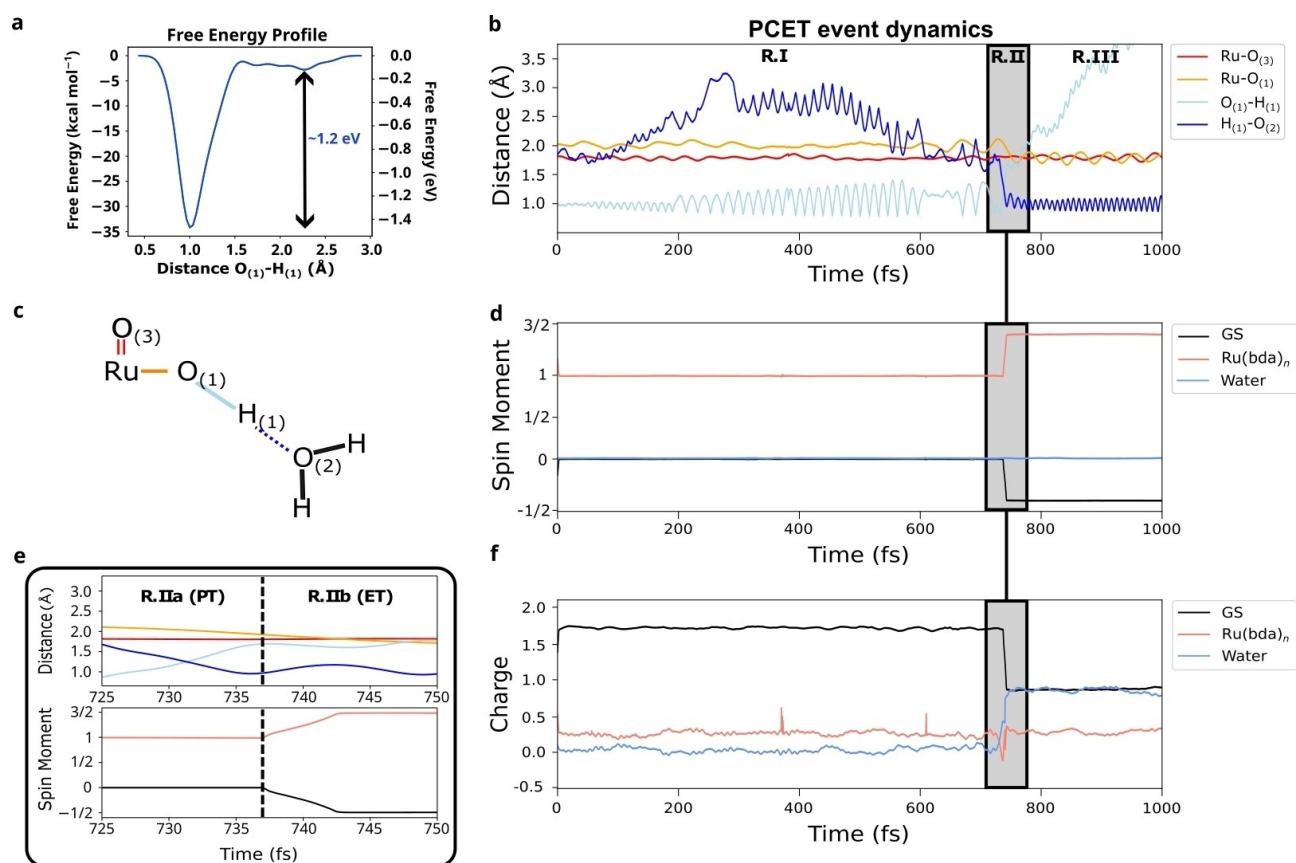 a
Free Energy Profile
Free Energy (kcal mol⁻¹)
0
−5
−10
−15
−20
−25
−30
−35
~1.2 eV
0.0
−0.2
−0.4
−0.6
−0.8
−1.0
−1.2
−1.4
Free Energy (eV)
0.5 1.0 1.5 2.0 2.5 3.0
Distance O(1)-H(1) (Å)
b
PCET event dynamics
R.I R.II R.III
Distance (Å)
3.5
3.0
2.5
2.0
1.5
1.0
0 200 400 600 800 1000
Time (fs)
Ru-O(3)
Ru-O(1)
O(1)-H(1)
H(1)-O(2)
c
O(3)
Ru O(1)
H(1)
O(2) H
H
d
Spin Moment
3/2
1
1/2
0
-1/2
0 200 400 600 800 1000
Time (fs)
GS
Ru(bda)n
Water
e
R.IIa (PT) R.IIb (ET)
Distance (Å)
3.0
2.5
2.0
1.5
1.0
725 730 735 740 745 750
Spin Moment
3/2
1
1/2
0
−1/2
725 730 735 740 745 750
Time (fs)
f
Charge
2.0
1.5
1.0
0.5
0.0
-0.5
0 200 400 600 800 1000
Time (fs)
GS
Ru(bda)n
Water